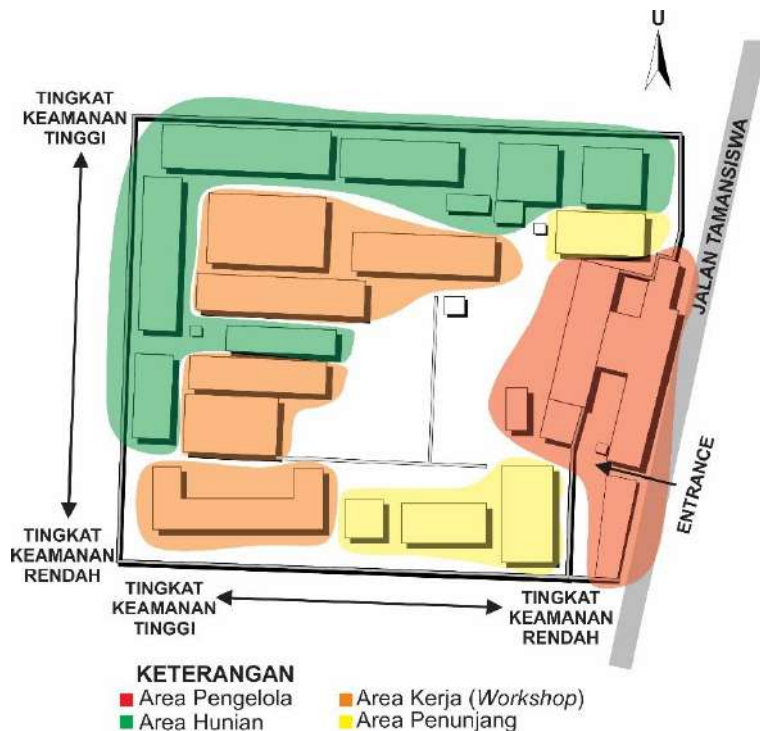 U
TINGKAT
KEAMANAN
TINGGI
JALAN TAMANSISWA
ENTRANCE
TINGKAT
KEAMANAN
RENDAH
TINGKAT
KEAMANAN
TINGGI
TINGKAT
KEAMANAN
RENDAH
KETERANGAN
Area Pengelola
Area Hunian
Area Kerja (Workshop)
Area Penunjang